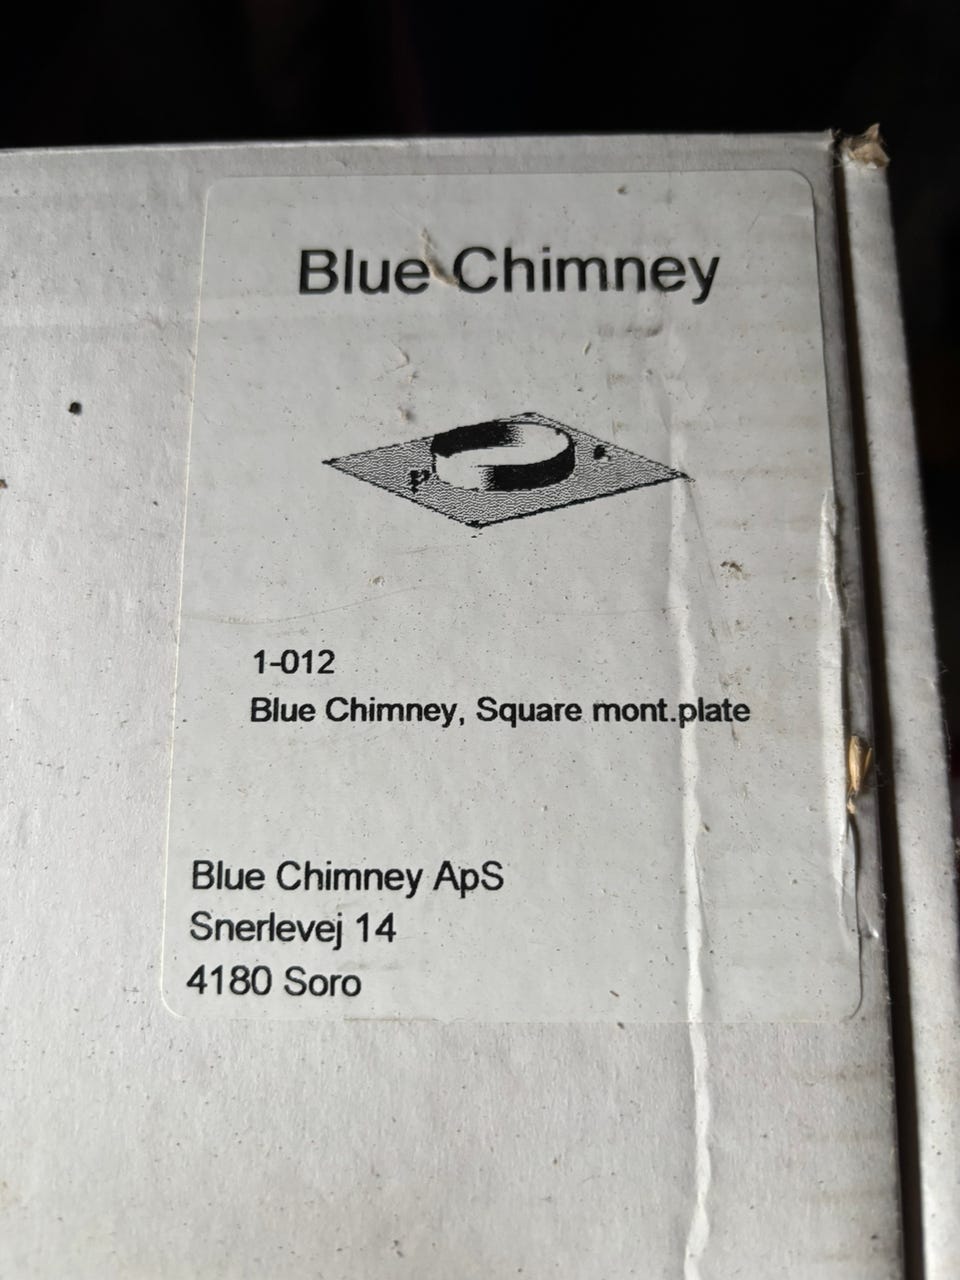 Blue Chimney
1-012
Blue Chimney, Square mont.plate
Blue Chimney ApS
Snerlevej 14
4180 Soro